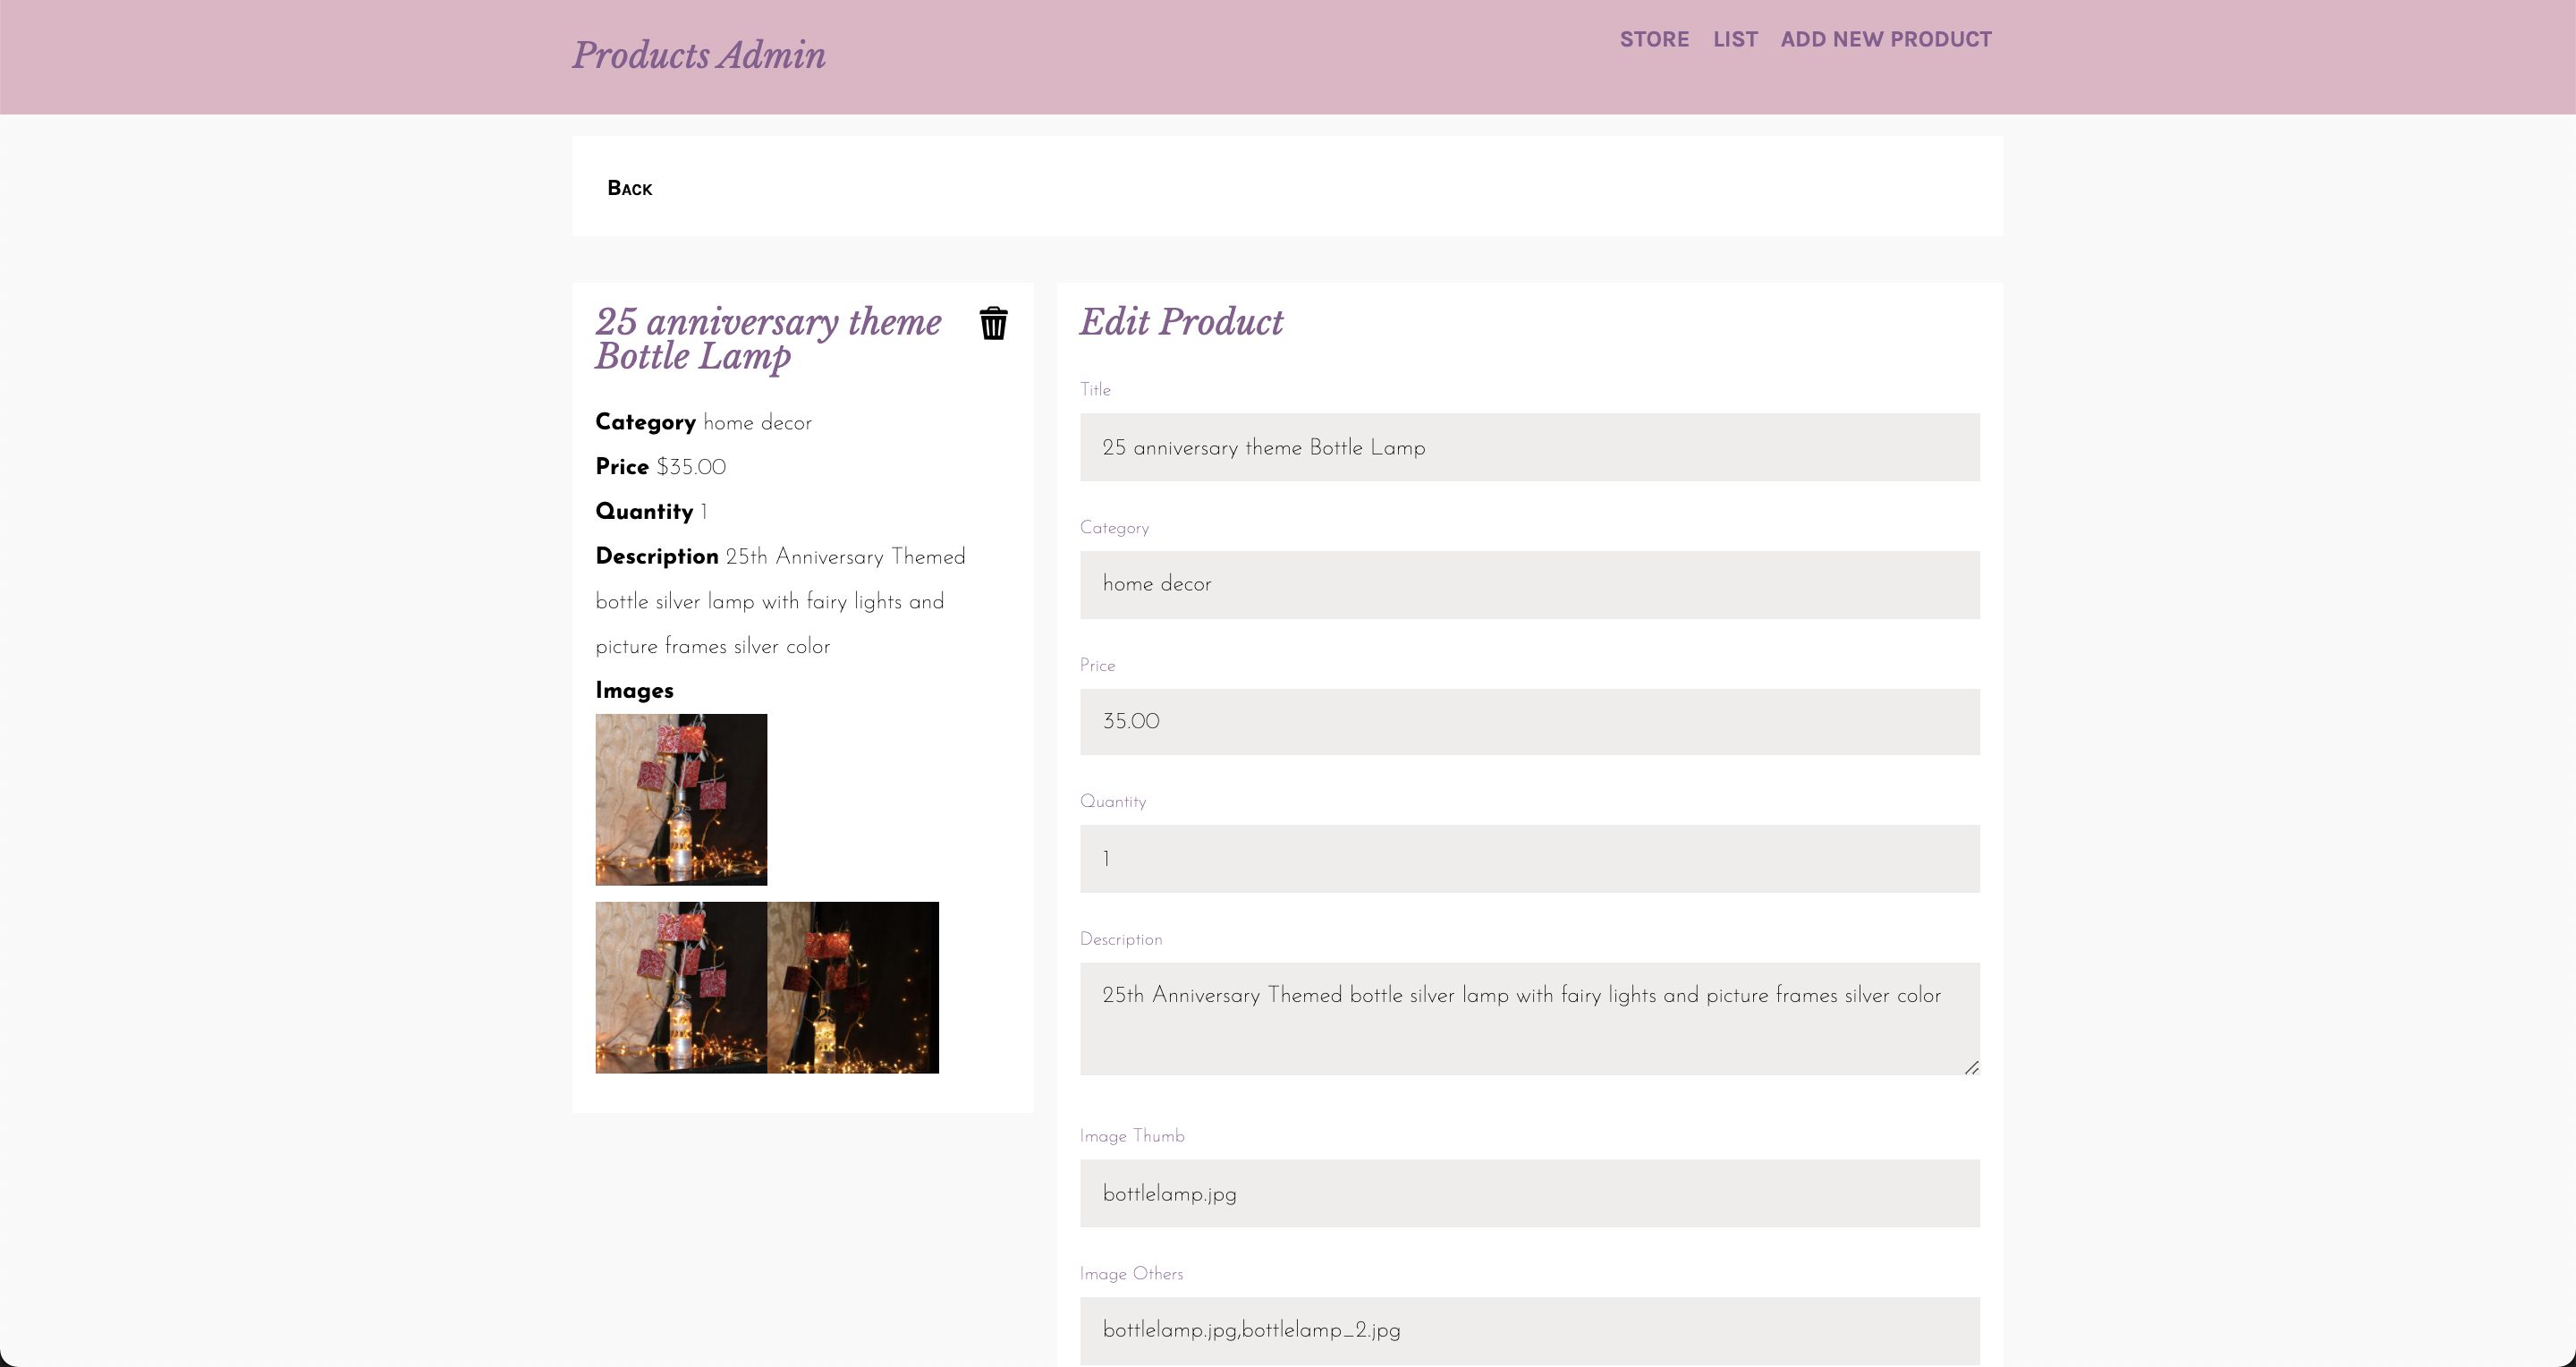 Products Admin
STORE LIST ADD NEW PRODUCT
BACK
25 anniversary theme
Bottle Lamp
Category home decor
Price $35.00
Quantity 1
Description 25th Anniversary Themed
bottle silver lamp with fairy lights and
picture frames silver color
Images
Edit Product
Title
25 anniversary theme Bottle Lamp
Category
home decor
Price
35.00
Quantity
1
Description
25th Anniversary Themed bottle silver lamp with fairy lights and picture frames silver color
Image Thumb
bottlelamp.jpg
Image Others
bottlelamp.jpg,bottlelamp_2.jpg